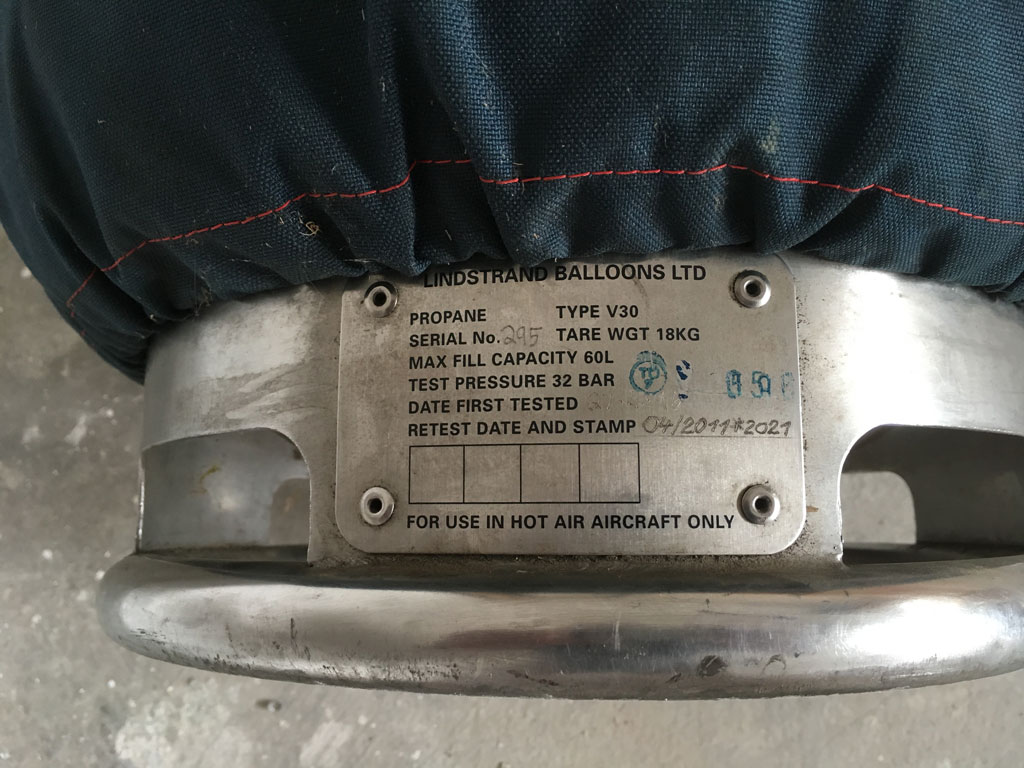 LINDSTRAND BALLOONS LTD
PROPANE TYPE V30
SERIAL No. 295 TARE WGT 18KG
MAX FILL CAPACITY 60L
TEST PRESSURE 32 BAR
DATE FIRST TESTED
RETEST DATE AND STAMP 04/2011*2021
FOR USE IN HOT AIR AIRCRAFT ONLY